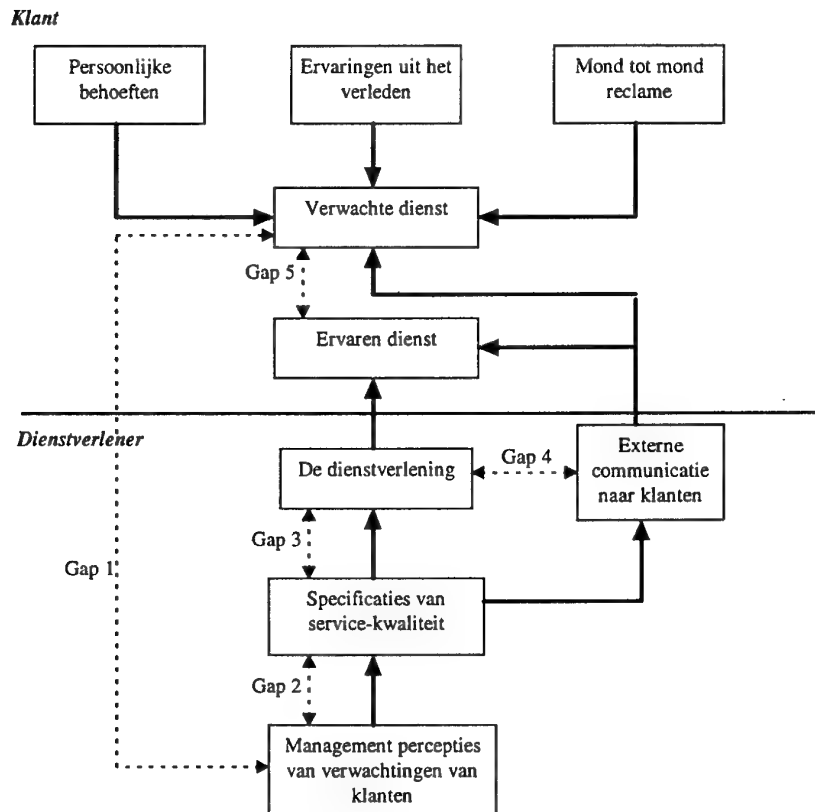 Klant
Persoonlijke
behoeften
Ervaringen uit het
verleden
Mond tot mond
reclame
Verwachte dienst
Gap 5
Ervaren dienst
Dienstverlener
De dienstverlening
Gap 4
Externe
communicatie
naar klanten
Gap 3
Gap 1
Specificaties van
service-kwaliteit
Gap 2
Management percepties
van verwachtingen van
klanten